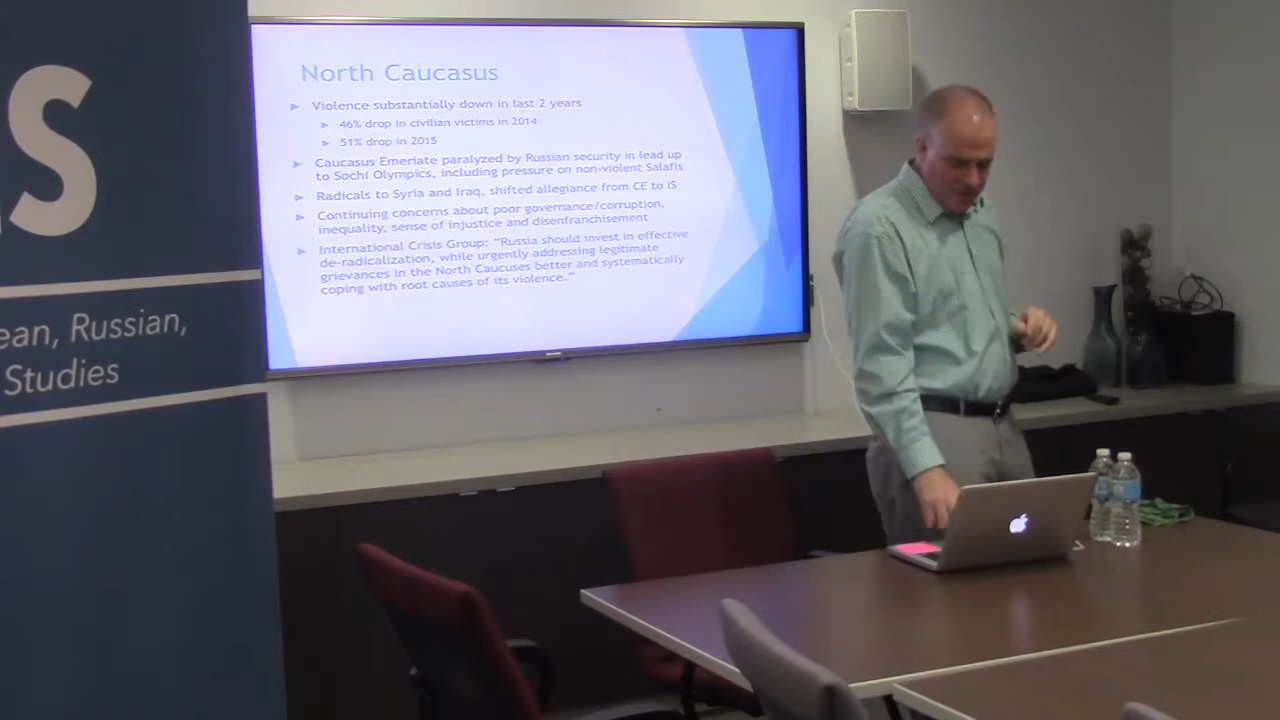 S
ean, Russian,
Studies
North Caucasus
Violence substantially down in last 2 years
46% drop in civilian victims in 2014
51% drop in 2015
Caucasus Emeriate paralyzed by Russian security in lead up
to Sochi Olympics, including pressure on non-violent Salafis
Radicals to Syria and Iraq, shifted allegiance from CE to IS
Continuing concerns about poor governance/corruption,
inequality, sense of injustice and disenfranchisement
International Crisis Group: “Russia should invest in effective
de-radicalization, while urgently addressing legitimate
grievances in the North Caucuses better and systematically
coping with root causes of its violence.”